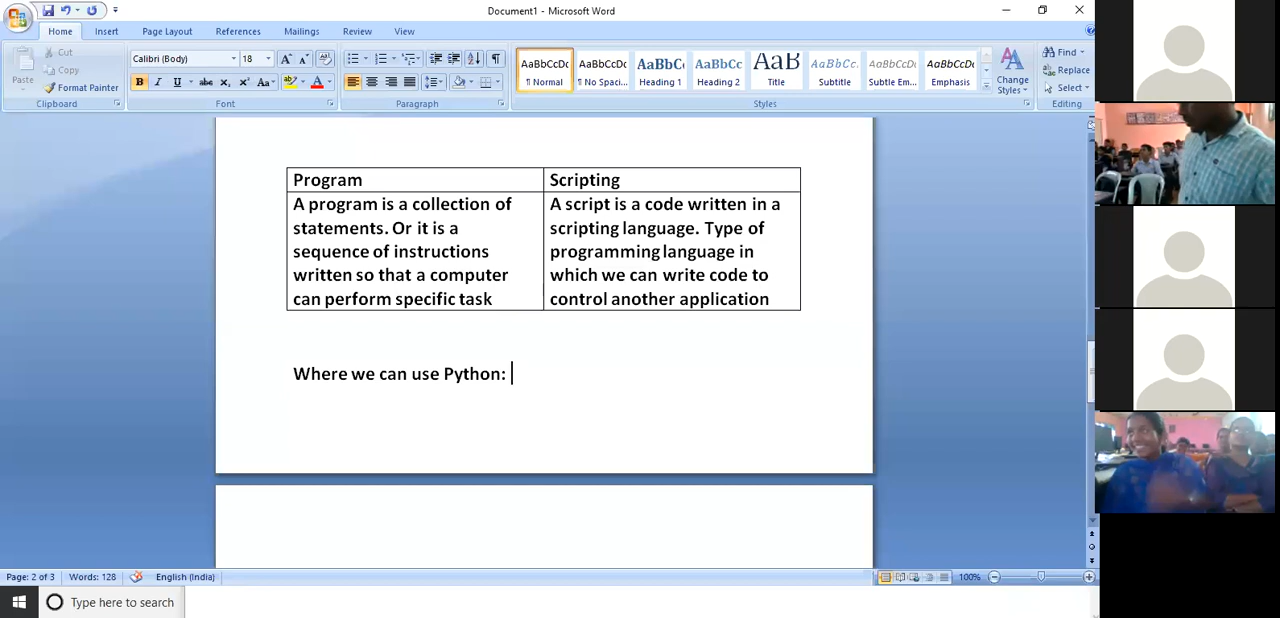 Document1 - Microsoft Word
Home Insert Page Layout References Mailings Review View
Cut
Copy
Paste
Format Painter
Clipboard
Calibri (Body) 18
B I U abc x₂ x² Aa
Font
Paragraph
AaBbCcDc AaBbCcDc AaBbC AaBbCc AaB AaBbCc. AaBbCcDc AaBbCcDc
¶ Normal ¶ No Spaci... Heading 1 Heading 2 Title Subtitle Subtle Em... Emphasis
Change
Styles
Styles
Find
Replace
Select
Editing
Program Scripting
A program is a collection of
statements. Or it is a
sequence of instructions
written so that a computer
can perform specific task
A script is a code written in a
scripting language. Type of
programming language in
which we can write code to
control another application
Where we can use Python:
Page: 2 of 3 Words: 128 English (India) 100%
Type here to search